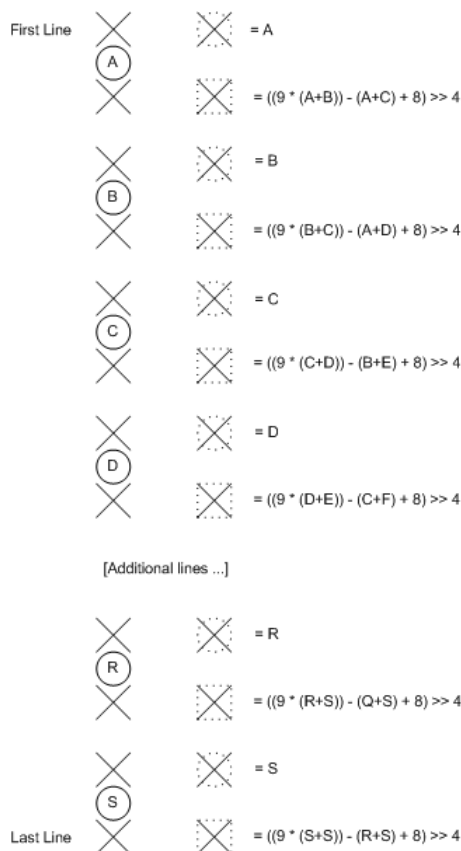 First Line
= A
A
= ((9 * (A+B)) - (A+C) + 8) >> 4
= B
B
= ((9 * (B+C)) - (A+D) + 8) >> 4
= C
C
= ((9 * (C+D)) - (B+E) + 8) >> 4
= D
D
= ((9 * (D+E)) - (C+F) + 8) >> 4
[Additional lines ...]
= R
R
= ((9 * (R+S)) - (Q+S) + 8) >> 4
= S
S
Last Line
= ((9 * (S+S)) - (R+S) + 8) >> 4